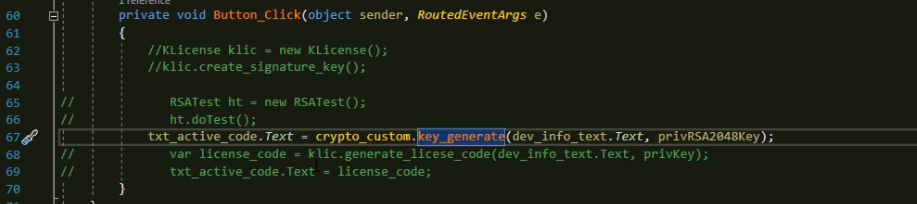 1 reference
60 private void Button_Click(object sender, RoutedEventArgs e)
61 {
62 //KLicense klic = new KLicense();
63 //klic.create_signature_key();
64
65 // RSATest ht = new RSATest();
66 // ht.doTest();
67 txt_active_code.Text = crypto_custom.key_generate(dev_info_text.Text, privRSA2048Key);
68 // var license_code = klic.generate_licese_code(dev_info_text.Text, privKey);
69 // txt_active_code.Text = license_code;
70 }